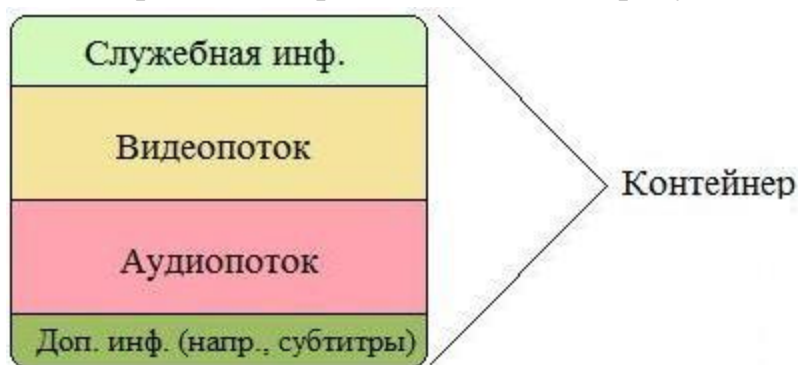 Служебная инф.
Видеопоток
Контейнер
Аудиопоток
Доп. инф. (напр., субтитры)